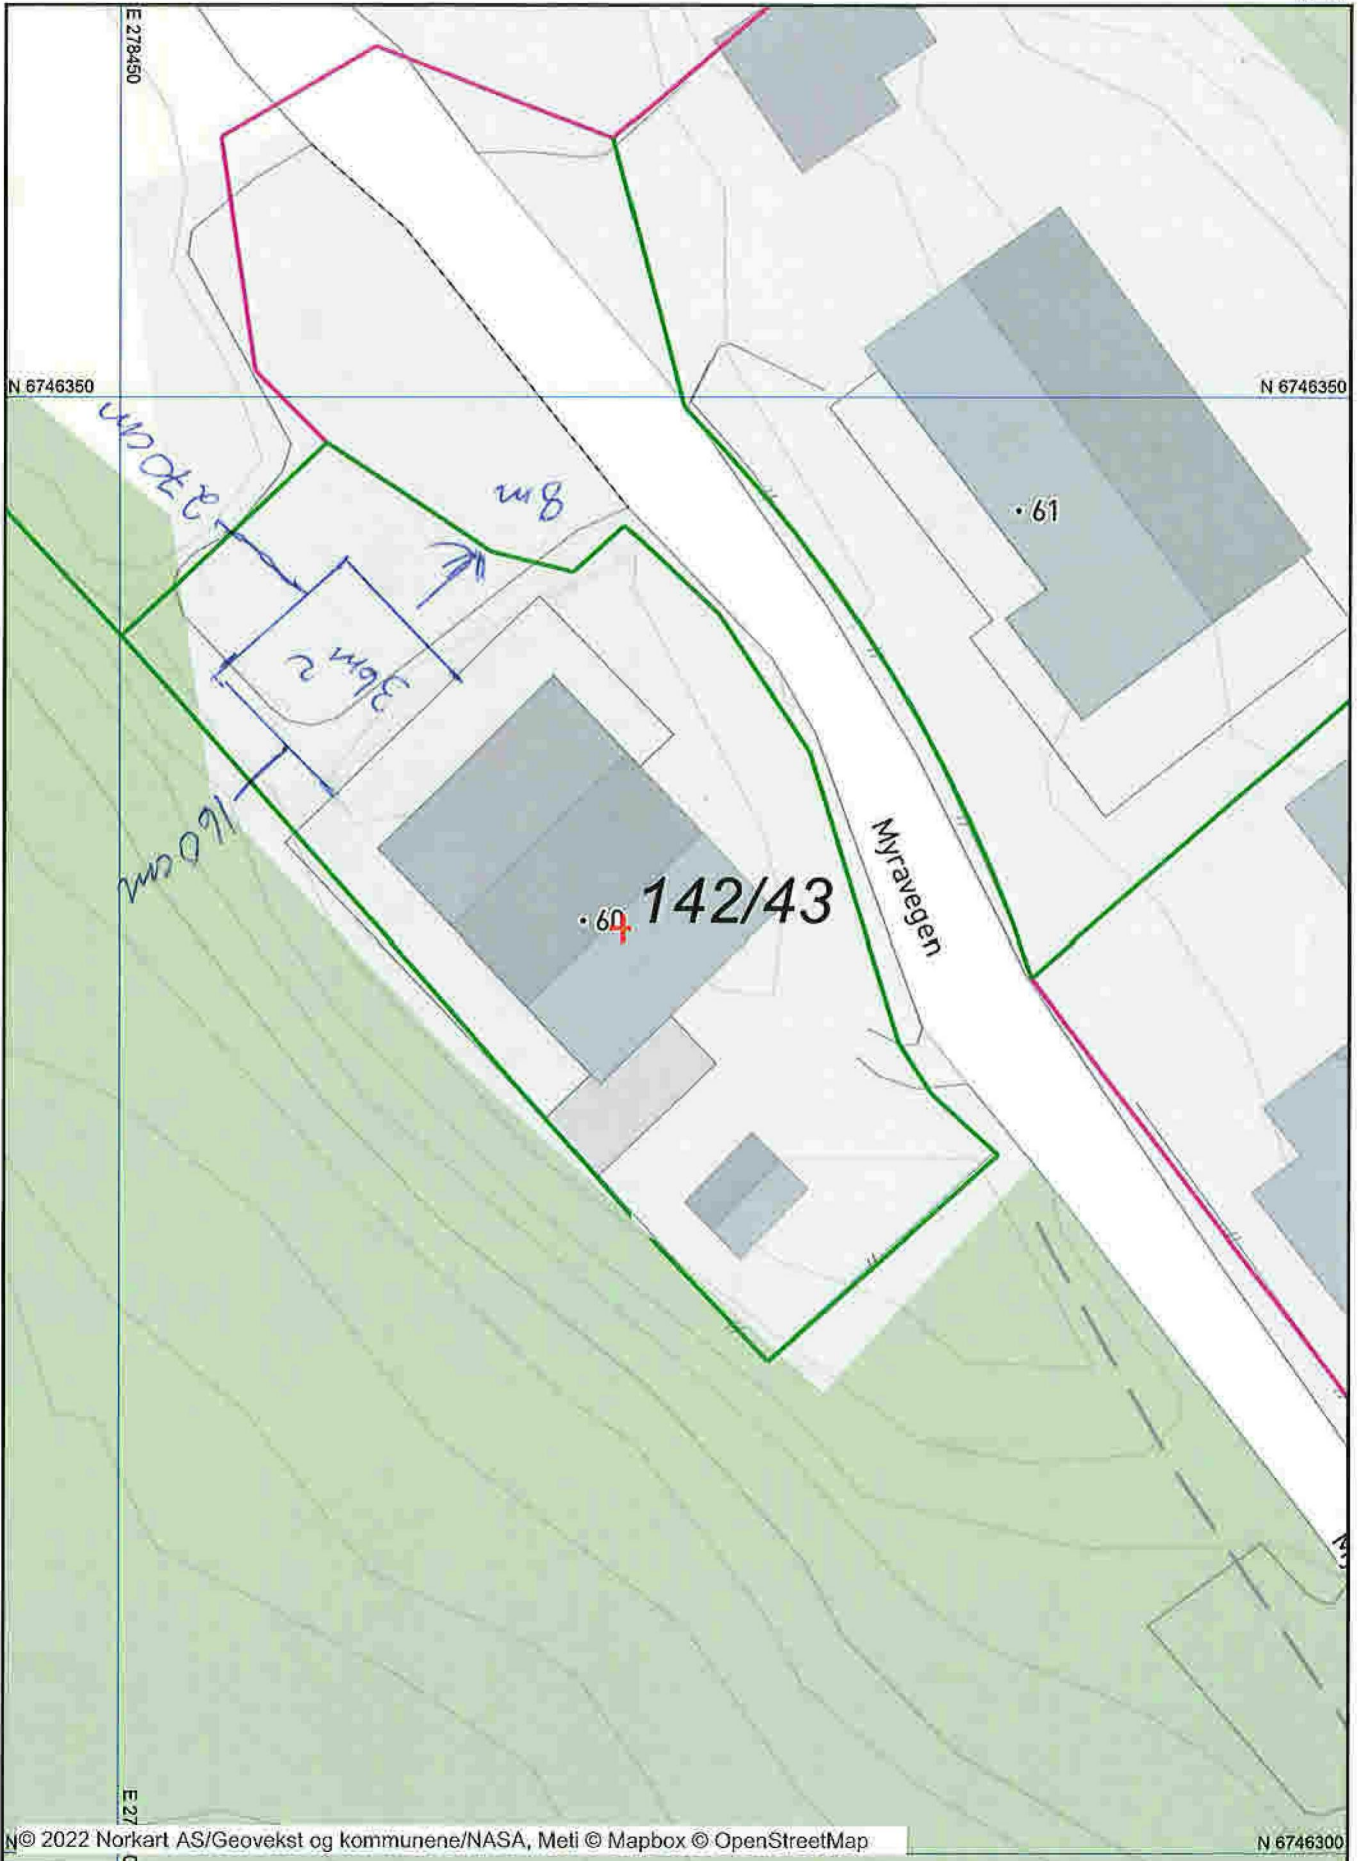 E 278450
N 6746350
N 6746350
270 cm
8 m
61
36 m2
160 cm
Myravegen
60
142/43
E 27
© 2022 Norkart AS/Geovekst og kommunene/NASA, Meti © Mapbox © OpenStreetMap
N 6746300